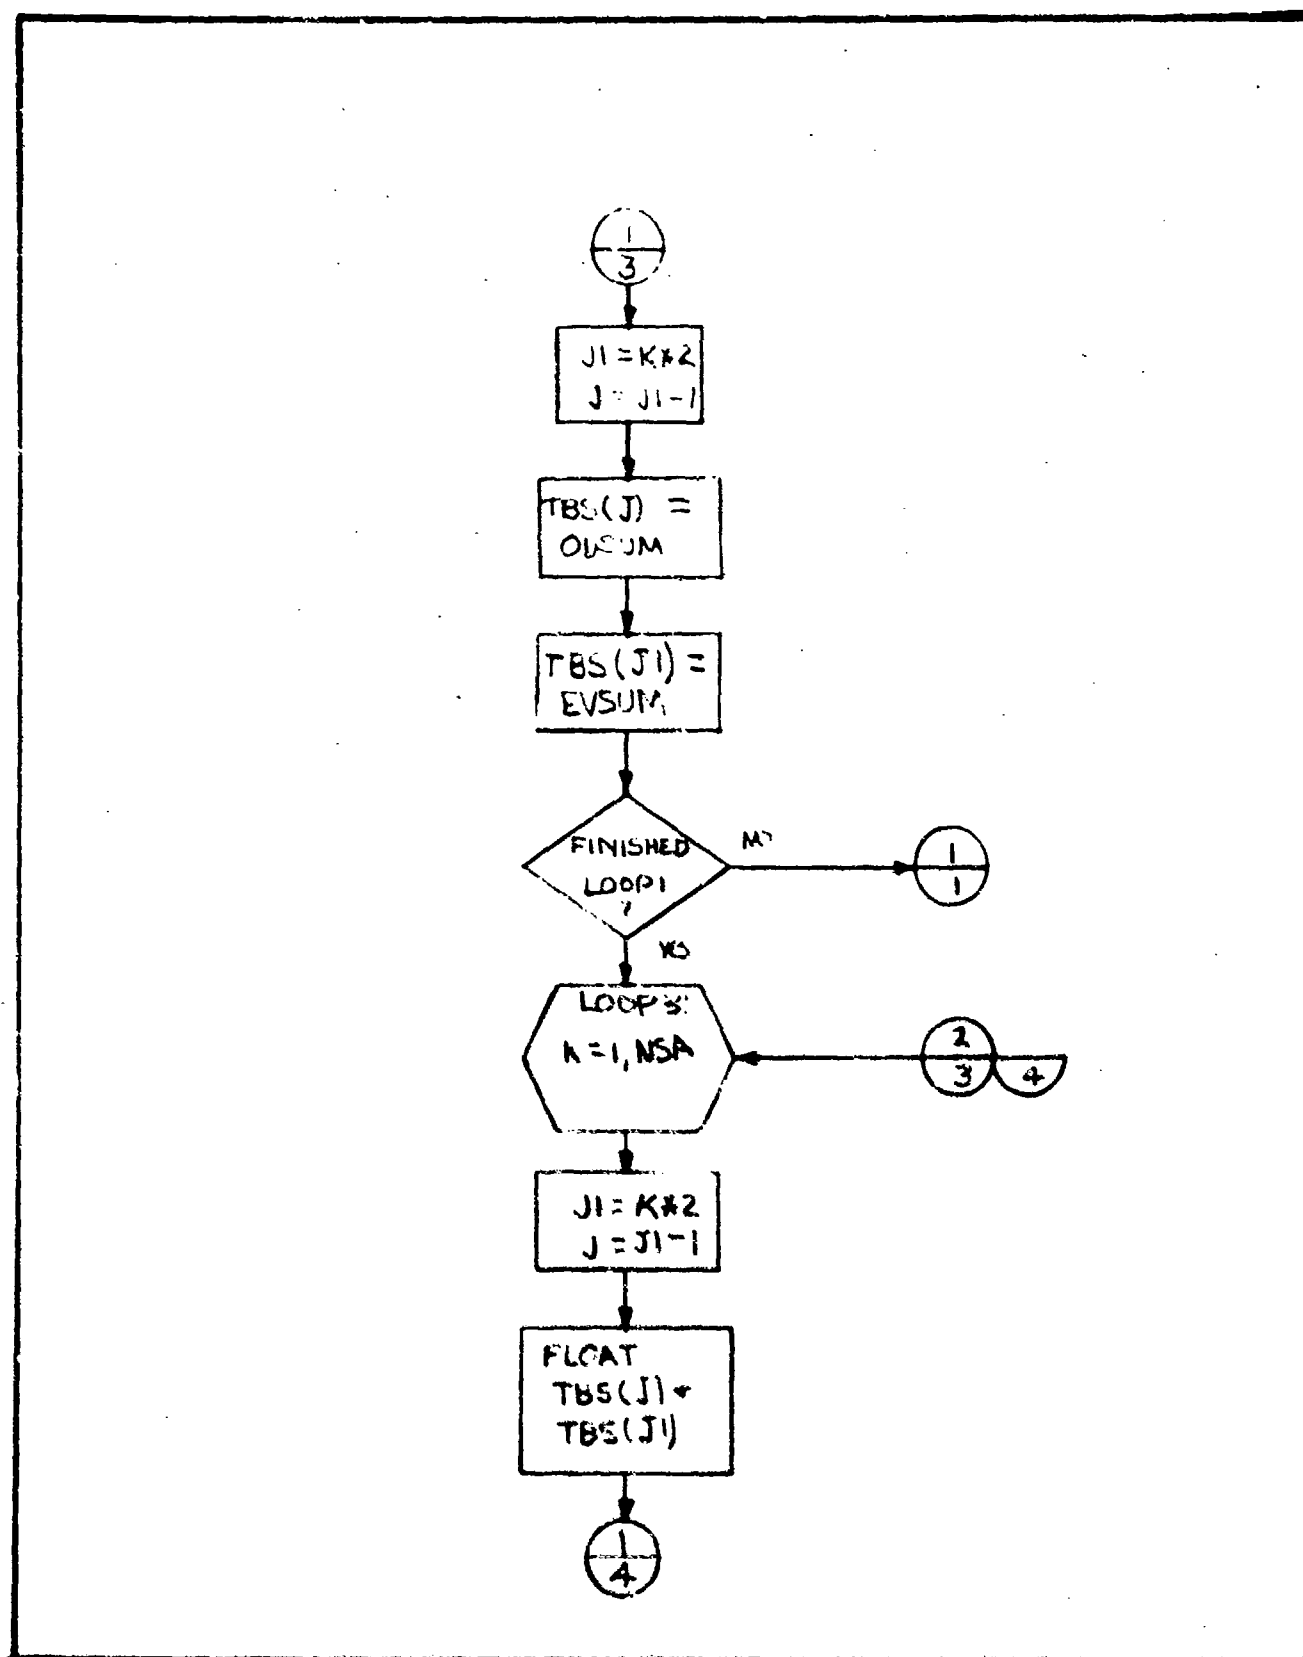 1
3
J1 = K*2
J = J1-1
TBS(J) =
TBS(J1) =
EVSUM
FINISHED
LOOP1
?
1
1
YES
LOOP3:
K = 1, NSA
2
3
4
J1 = K*2
J = J1-1
FLOAT
TBS(J) +
TBS(J1)
1
4